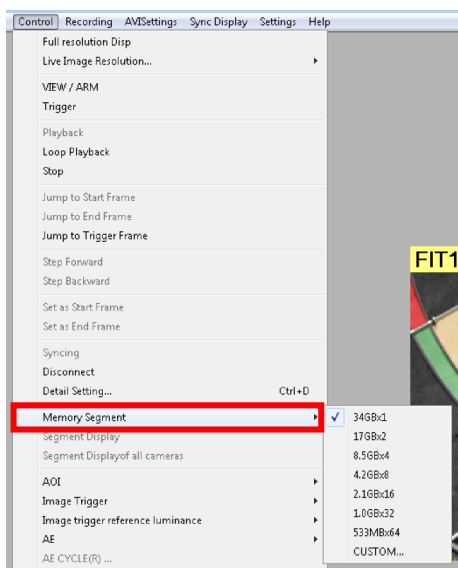 Control Recording AVISettings Sync Display Settings Help
Full resolution Disp
Live Image Resolution...
VIEW / ARM
Trigger
Playback
Loop Playback
Stop
Jump to Start Frame
Jump to End Frame
Jump to Trigger Frame
Step Forward
Step Backward
FIT1
Set as Start Frame
Set as End Frame
Syncing
Disconnect
Detail Setting... Ctrl+D
Memory Segment
34GBx1
Segment Display
17GBx2
Segment Displayof all cameras
8.5GBx4
4.2GBx8
AOI
2.1GBx16
Image Trigger
1.0GBx32
Image trigger reference luminance
533MBx64
AE
CUSTOM...
AE CYCLE(R) ...